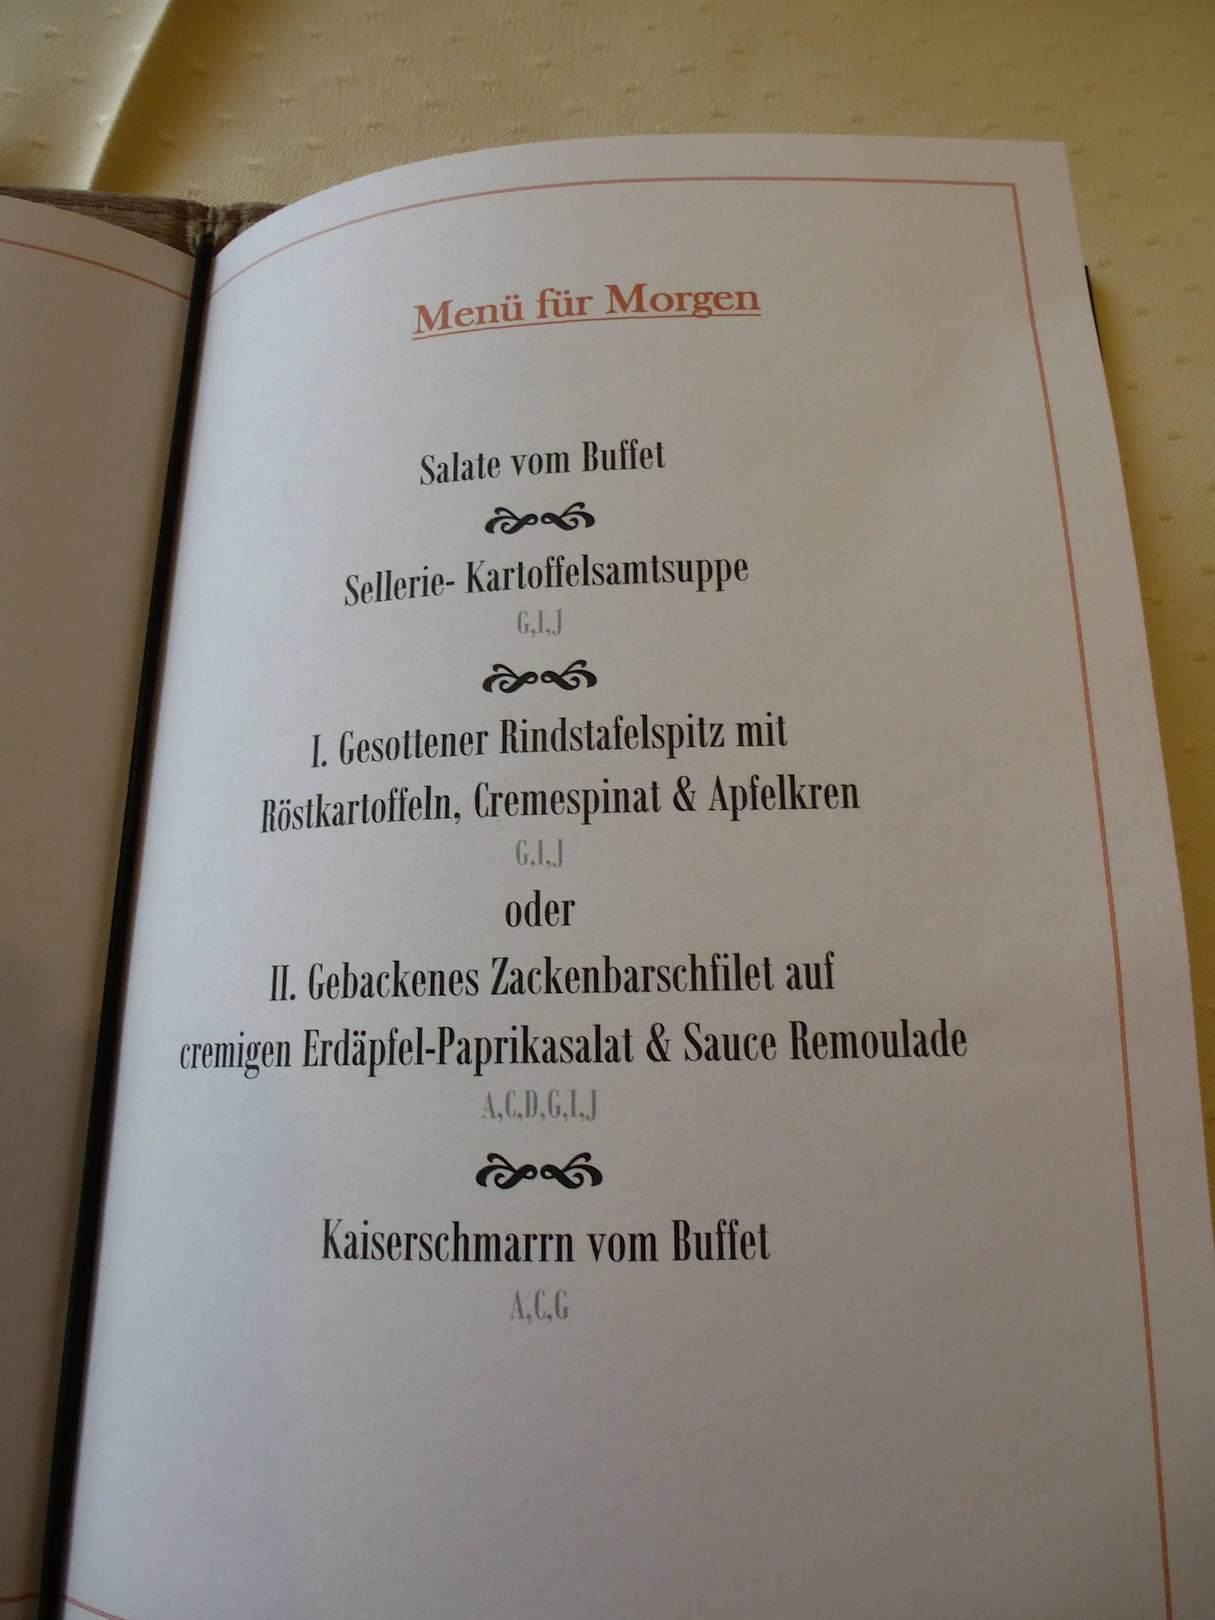 Menü für Morgen
Salate vom Buffet
Sellerie- Kartoffelsamtsuppe
G,I,J
I. Gesottener Rindstafelspitz mit
Röstkartoffeln, Cremespinat & Apfelkren
G,I,J
oder
II. Gebackenes Zackenbarschfilet auf
cremigen Erdäpfel-Paprikasalat & Sauce Remoulade
A,C,D,G,I,J
Kaiserschmarrn vom Buffet
A,C,G